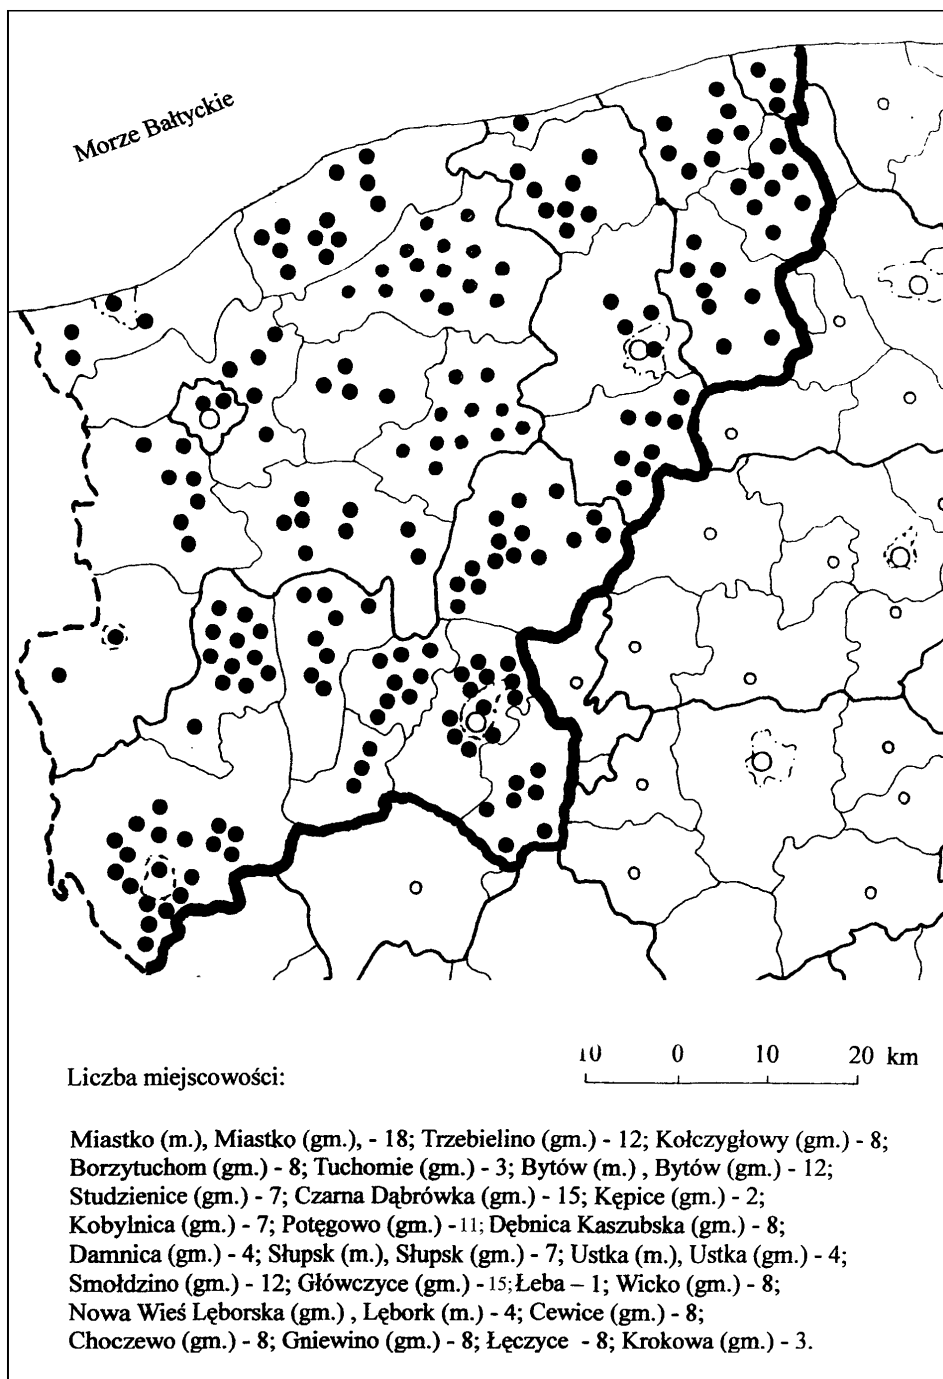 Morze Bałtyckie
10 0 10 20 km
Liczba miejscowości:
Miastko (m.), Miastko (gm.), - 18; Trzebielino (gm.) - 12; Kołczygłowy (gm.) - 8;
Borzytuchom (gm.) - 8; Tuchomie (gm.) - 3; Bytów (m.) , Bytów (gm.) - 12;
Studzienice (gm.) - 7; Czarna Dąbrówka (gm.) - 15; Kępice (gm.) - 2;
Kobylnica (gm.) - 7; Potęgowo (gm.) -11; Dębnica Kaszubska (gm.) - 8;
Damnica (gm.) - 4; Słupsk (m.), Słupsk (gm.) - 7; Ustka (m.), Ustka (gm.) - 4;
Smołdzino (gm.) - 12; Główczyce (gm.) -15; Łeba – 1; Wicko (gm.) - 8;
Nowa Wieś Lęborska (gm.) , Lębork (m.) - 4; Cewice (gm.) - 8;
Choczewo (gm.) - 8; Gniewino (gm.) - 8; Łęczyce - 8; Krokowa (gm.) - 3.